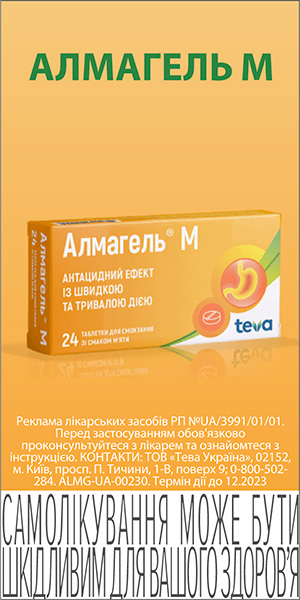 АЛМАГЕЛЬ М
Алмагель® М
АНТАЦИДНИЙ ЕФЕКТ
ІЗ ШВИДКОЮ
ТА ТРИВАЛОЮ ДІЄЮ
24 ТАБЛЕТКИ ДЛЯ СМОКТАННЯ
ЗІ СМАКОМ М'ЯТИ
teva
Алмагель® М
24
Реклама лікарських засобів РП №UA/3991/01/01.
Перед застосуванням обов'язково
проконсультуйтеся з лікарем та ознайомтеся з
інструкцією. КОНТАКТИ: ТОВ «Тева Україна», 02152,
м. Київ, просп. П. Тичини, 1-В, поверх 9; 0-800-502-
284. ALMG-UA-00230. Термін дії до 12.2023
САМОЛІКУВАННЯ МОЖЕ БУТИ
ШКІДЛИВИМ ДЛЯ ВАШОГО ЗДОРОВ'Я